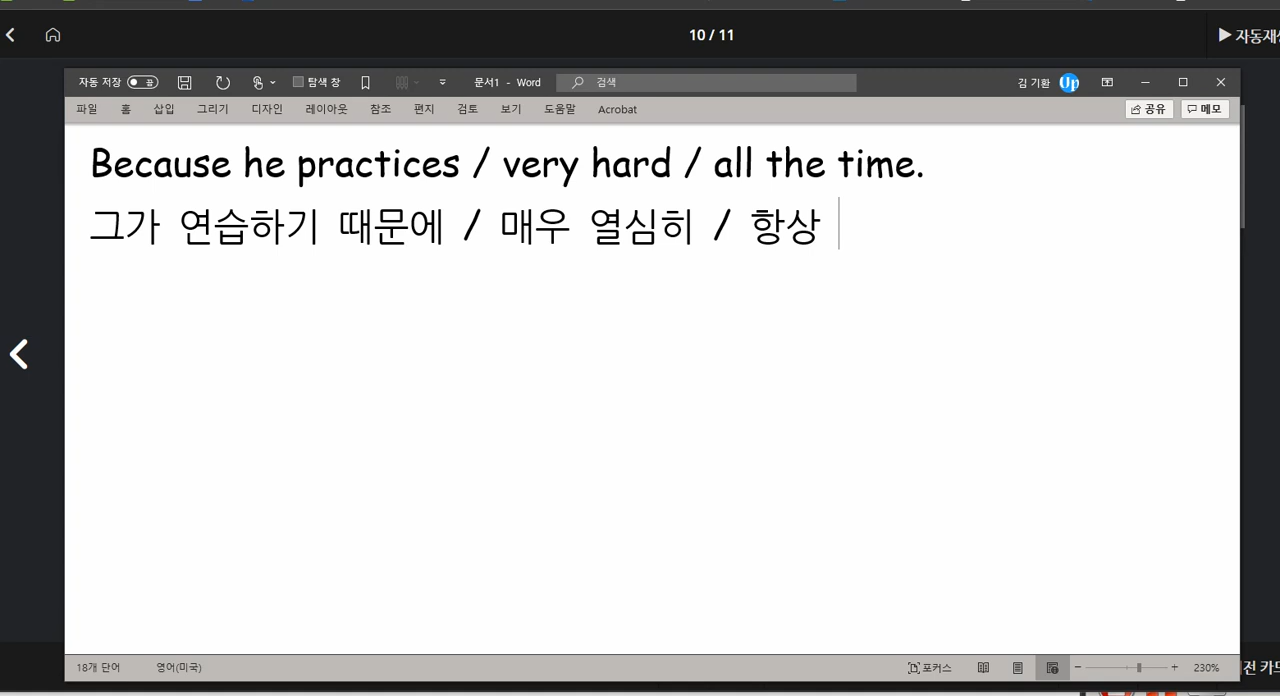 10 / 11
▶ 자동재생
자동 저장 끔 탐색 창 문서1 - Word 검색 김 기환 Up
파일 홈 삽입 그리기 디자인 레이아웃 참조 편지 검토 보기 도움말 Acrobat 공유 메모
Because he practices / very hard / all the time.
그가 연습하기 때문에 / 매우 열심히 / 항상
18개 단어 영어(미국) 포커스 - + 230%
전 카드